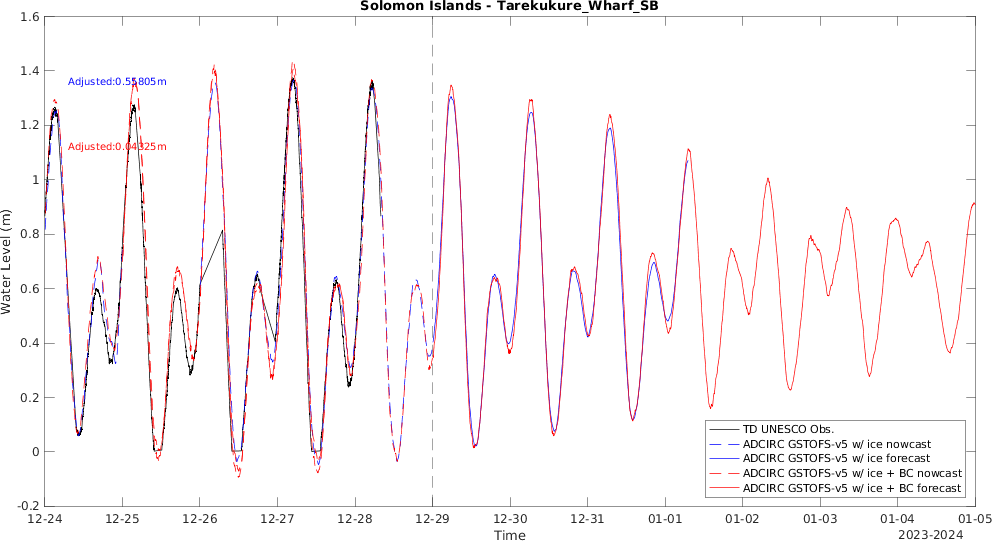 Solomon Islands - Tarekukure_Wharf_SB
1.6
1.4
1.2
1
0.8
0.6
0.4
0.2
0
-0.2
Water Level (m)
Adjusted:0.55805m
Adjusted:0.04325m
TD UNESCO Obs.
ADCIRC GSTOFS-v5 w/ ice nowcast
ADCIRC GSTOFS-v5 w/ ice forecast
ADCIRC GSTOFS-v5 w/ ice + BC nowcast
ADCIRC GSTOFS-v5 w/ ice + BC forecast
12-24 12-25 12-26 12-27 12-28 12-29 12-30 12-31 01-01 01-02 01-03 01-04 01-05
Time
2023-2024